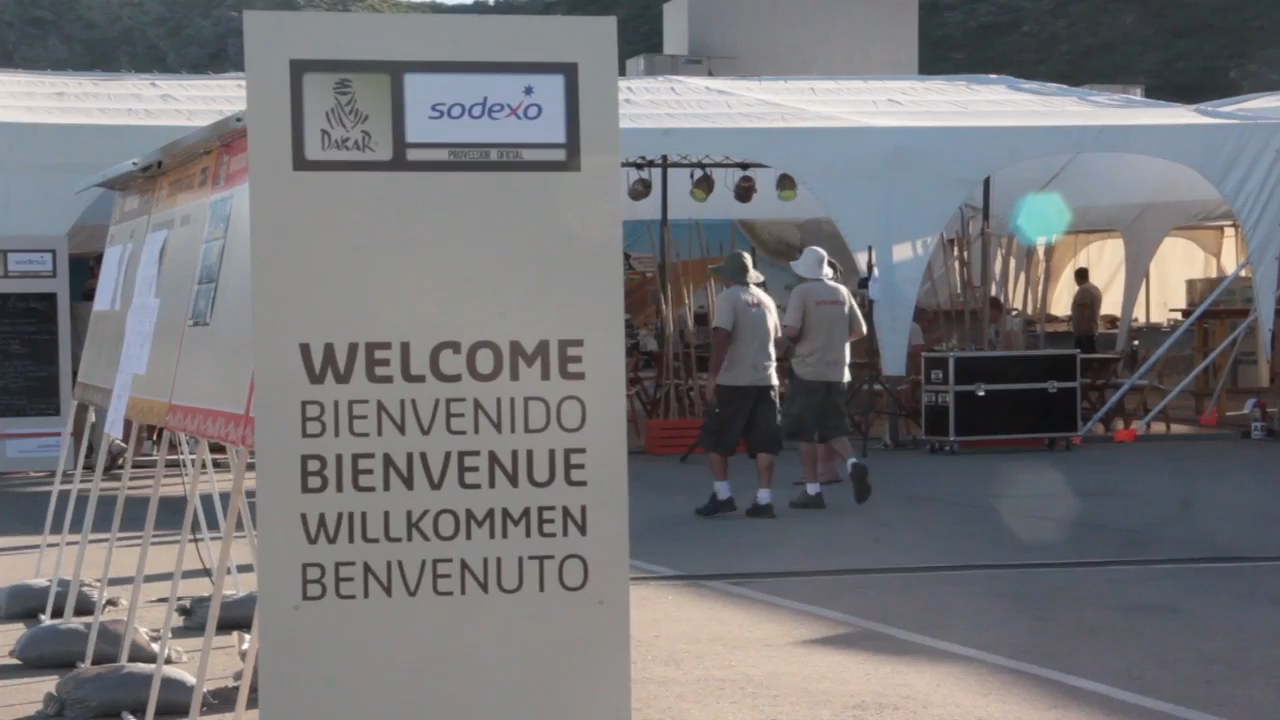 DAKAR
sodexo
PROVEEDOR OFICIAL
WELCOME
BIENVENIDO
BIENVENUE
WILLKOMMEN
BENVENUTO
sodexo